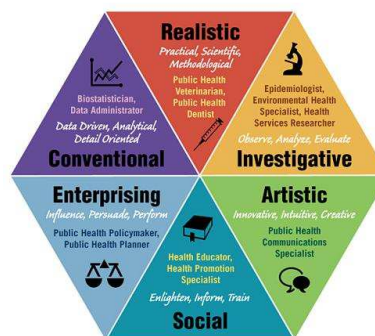 Realistic
Practical, Scientific,
Methodological
Public Health
Veterinarian,
Public Health
Dentist
Biostatistician,
Data Administrator
Data Driven, Analytical,
Detail Oriented
Conventional
Epidemiologist,
Environmental Health
Specialist, Health
Services Researcher
Observe, Analyze, Evaluate
Investigative
Enterprising
Influence, Persuade, Perform
Public Health Policymaker,
Public Health Planner
Artistic
Innovative, Intuitive, Creative
Public Health
Communications
Specialist
Health Educator,
Health Promotion
Specialist
Enlighten, Inform, Train
Social